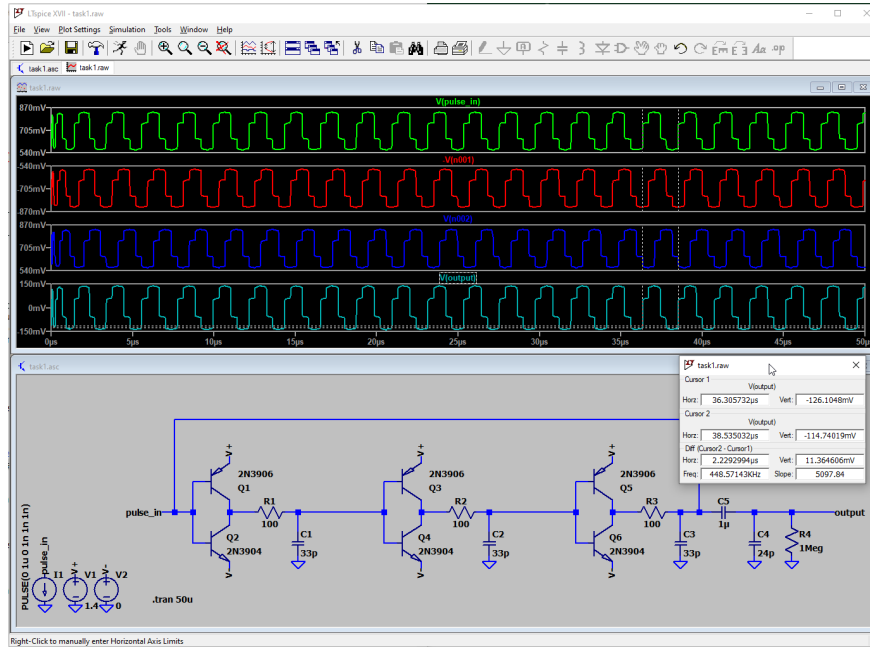 LTspice XVII - task1.raw
File View Plot Settings Simulation Tools Window Help
task1.asc task1.raw
task1.raw
V(pulse_in)
870mV
705mV
540mV
V(n001)
-540mV
-705mV
-870mV
V(n002)
870mV
705mV
540mV
V(output)
150mV
0mV
-150mV
0µs 5µs 10µs 15µs 20µs 25µs 30µs 35µs 40µs 45µs 50µs
task1.asc
task1.raw
Cursor 1
V(output)
Horz: 36.305732µs Vert: -126.1048mV
Cursor 2
V(output)
Horz: 38.535032µs Vert: -114.74019mV
Diff (Cursor2 - Cursor1)
Horz: 2.2292994µs Vert: 11.364606mV
Freq: 448.57143KHz Slope: 5097.84
V+ V+ V+
2N3906 2N3906 2N3906
Q1 Q3 Q5
R1 R2 R3 C5
pulse_in output
100 100 100 1µ
Q2 C1 Q4 C2 Q6 C3 C4 R4
2N3904 33p 2N3904 33p 2N3904 33p 24p 1Meg
V- V- V-
PULSE(0 1u 0 1n 1n 1n)
pulse_in V+ V-
I1 V1 V2
1.4 0
.tran 50u
Right-Click to manually enter Horizontal Axis Limits